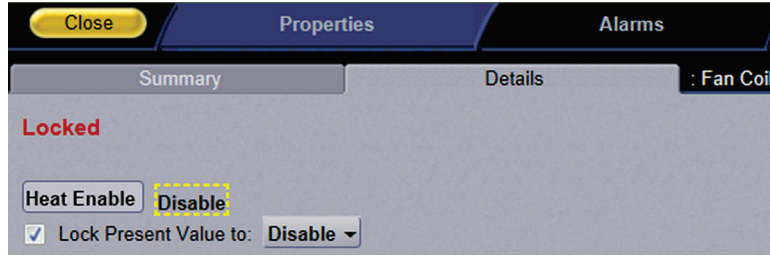 Close Properties Alarms
Summary Details : Fan Coi
Locked
Heat Enable Disable
Lock Present Value to: Disable